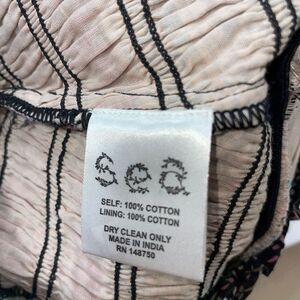 Sea
SELF: 100% COTTON
LINING: 100% COTTON
DRY CLEAN ONLY
MADE IN INDIA
RN 148750